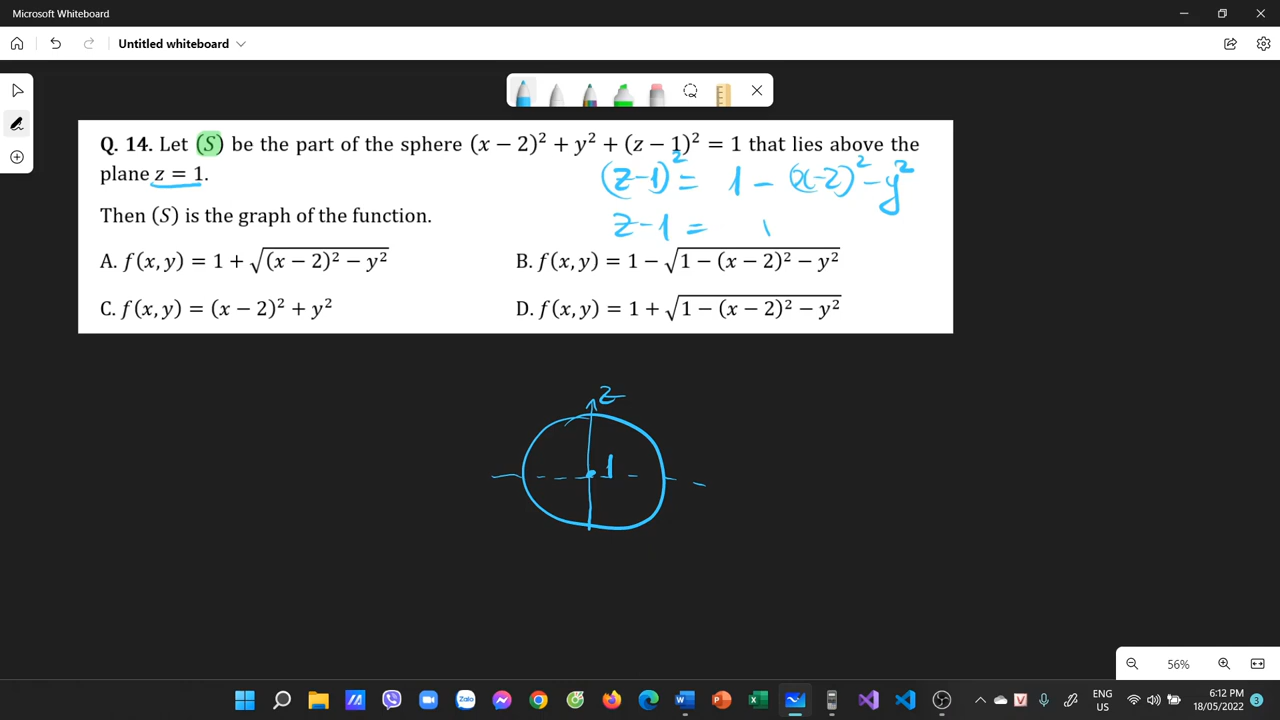 Microsoft Whiteboard
Untitled whiteboard
Q. 14. Let (S) be the part of the sphere (x − 2)² + y² + (z − 1)² = 1 that lies above the
plane z = 1.
(z-1)² = 1 - (x-2)² - y²
Then (S) is the graph of the function.
z-1 =
A. f(x, y) = 1 + √((x − 2)² − y²)
B. f(x, y) = 1 − √(1 − (x − 2)² − y²)
C. f(x, y) = (x − 2)² + y²
D. f(x, y) = 1 + √(1 − (x − 2)² − y²)
z
1
56%
Zalo
ENG
US
6:12 PM
18/05/2022
3